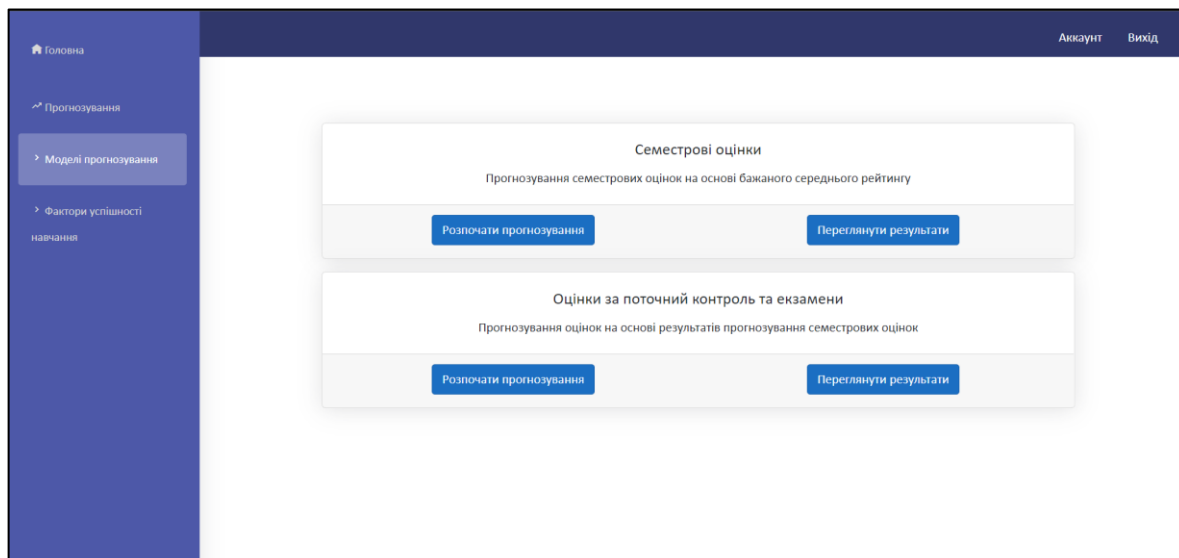 Головна
Прогнозування
Моделі прогнозування
Фактори успішності
навчання
Аккаунт Вихід
Семестрові оцінки
Прогнозування семестрових оцінок на основі бажаного середнього рейтингу
Розпочати прогнозування Переглянути результати
Оцінки за поточний контроль та екзамени
Прогнозування оцінок на основі результатів прогнозування семестрових оцінок
Розпочати прогнозування Переглянути результати